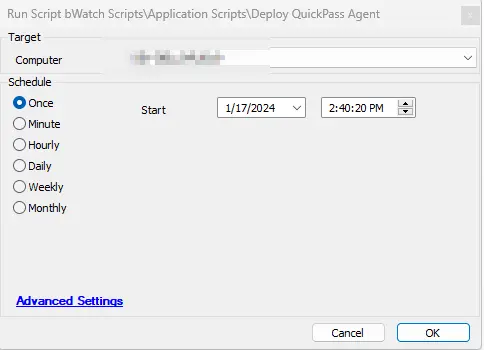 Run Script bWatch Scripts\Application Scripts\Deploy QuickPass Agent
Target
Computer
Schedule
Once
Start 1/17/2024 2:40:20 PM
Minute
Hourly
Daily
Weekly
Monthly
Advanced Settings
Cancel OK